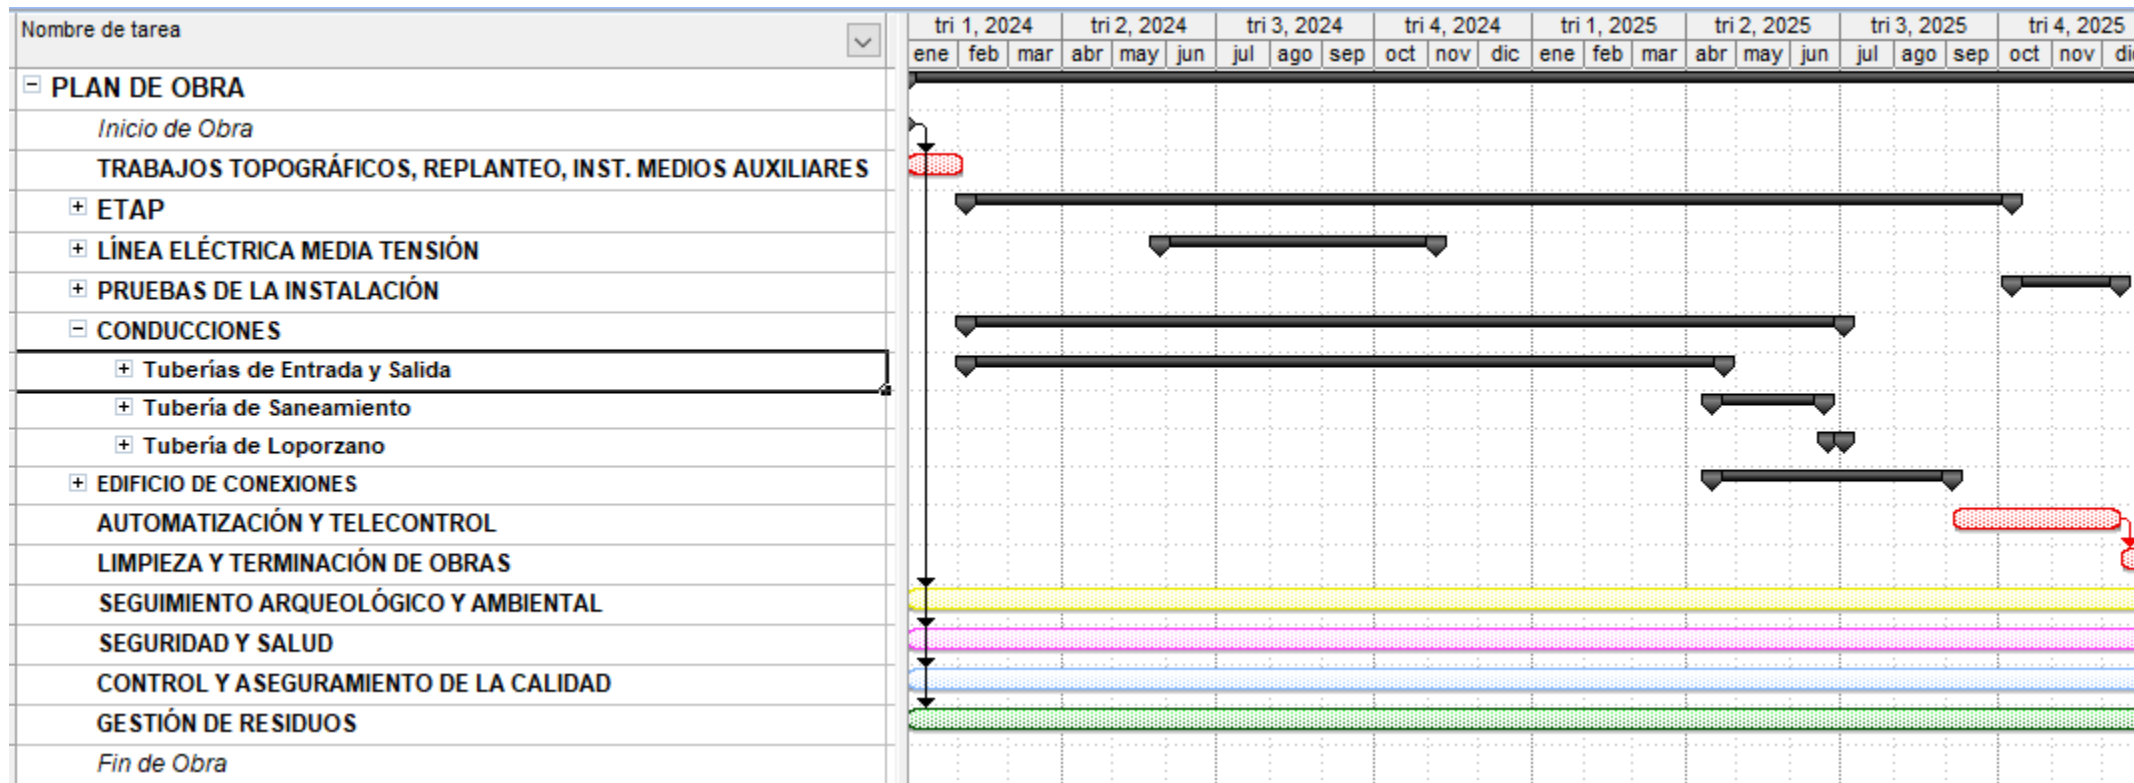 Nombre de tarea
tri 1, 2024 tri 2, 2024 tri 3, 2024 tri 4, 2024 tri 1, 2025 tri 2, 2025 tri 3, 2025 tri 4, 2025
ene feb mar abr may jun jul ago sep oct nov dic ene feb mar abr may jun jul ago sep oct nov
PLAN DE OBRA
Inicio de Obra
TRABAJOS TOPOGRÁFICOS, REPLANTEO, INST. MEDIOS AUXILIARES
ETAP
LÍNEA ELÉCTRICA MEDIA TENSIÓN
PRUEBAS DE LA INSTALACIÓN
CONDUCCIONES
Tuberías de Entrada y Salida
Tubería de Saneamiento
Tubería de Loporzano
EDIFICIO DE CONEXIONES
AUTOMATIZACIÓN Y TELECONTROL
LIMPIEZA Y TERMINACIÓN DE OBRAS
SEGUIMIENTO ARQUEOLÓGICO Y AMBIENTAL
SEGURIDAD Y SALUD
CONTROL Y ASEGURAMIENTO DE LA CALIDAD
GESTIÓN DE RESIDUOS
Fin de Obra